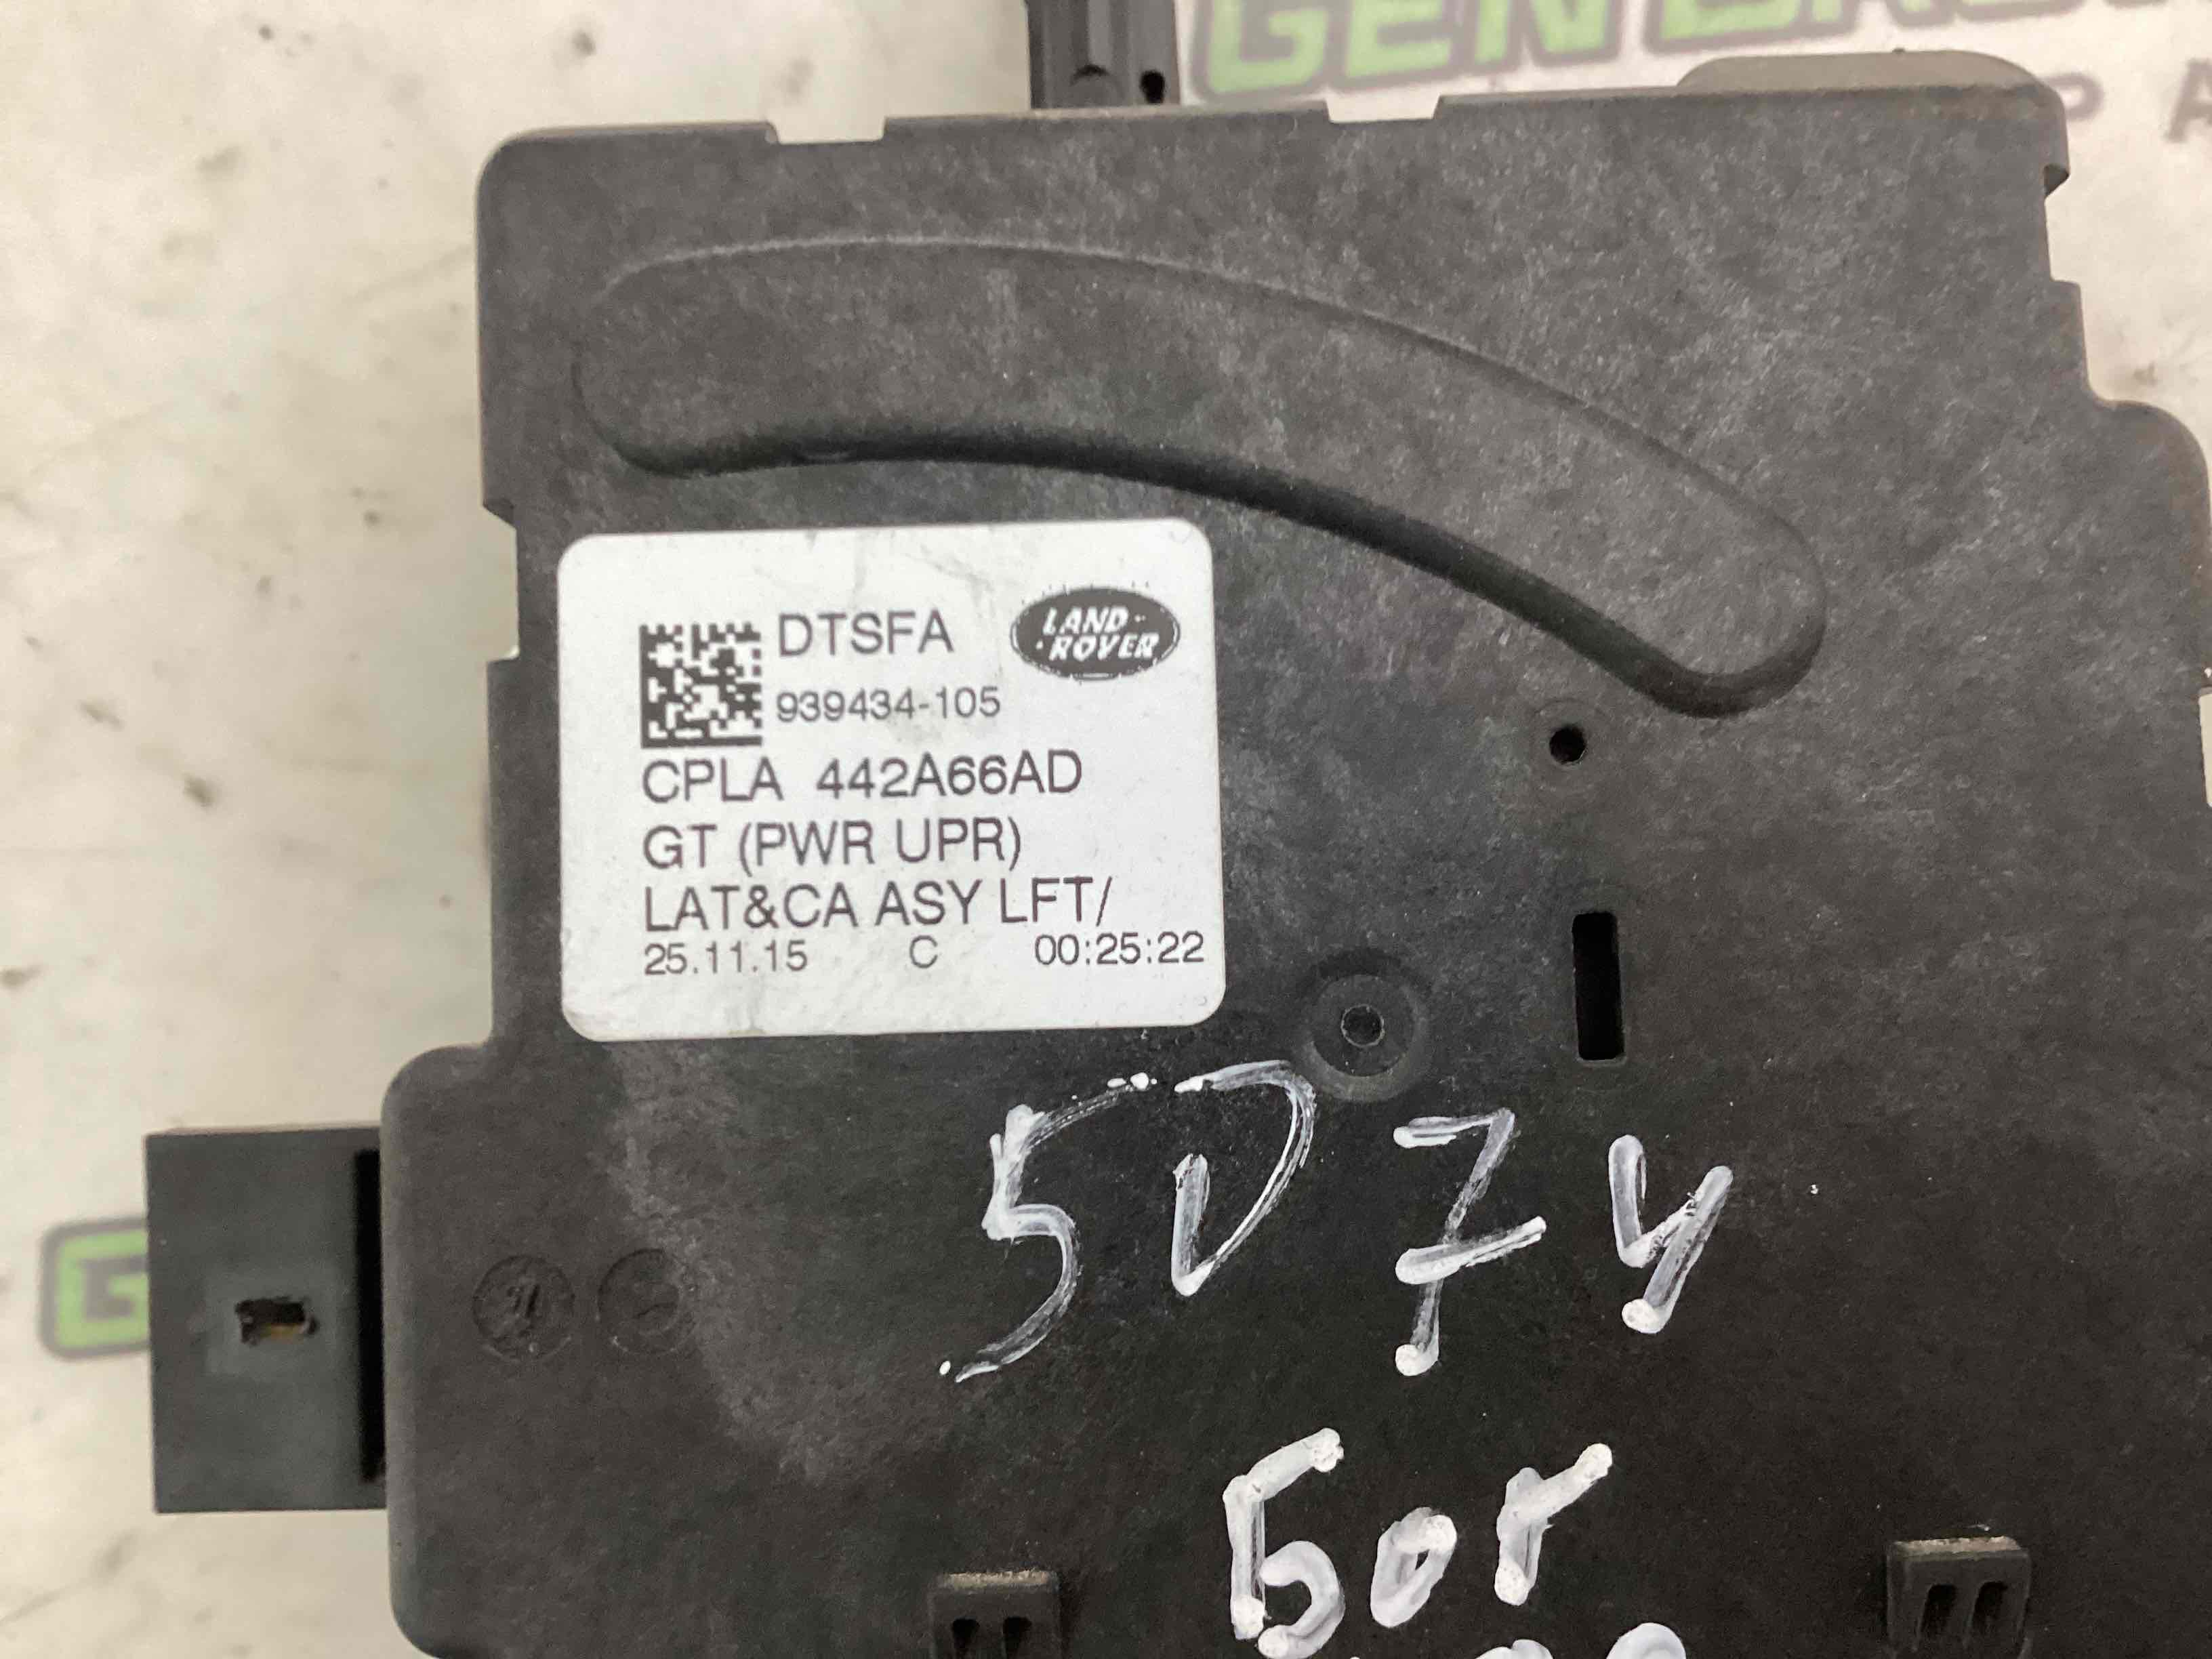 DTSFA
LAND
ROVER
939434-105
CPLA 442A66AD
GT (PWR UPR)
LAT&CA ASY LFT/
25.11.15 C 00:25:22
5D74
Бог